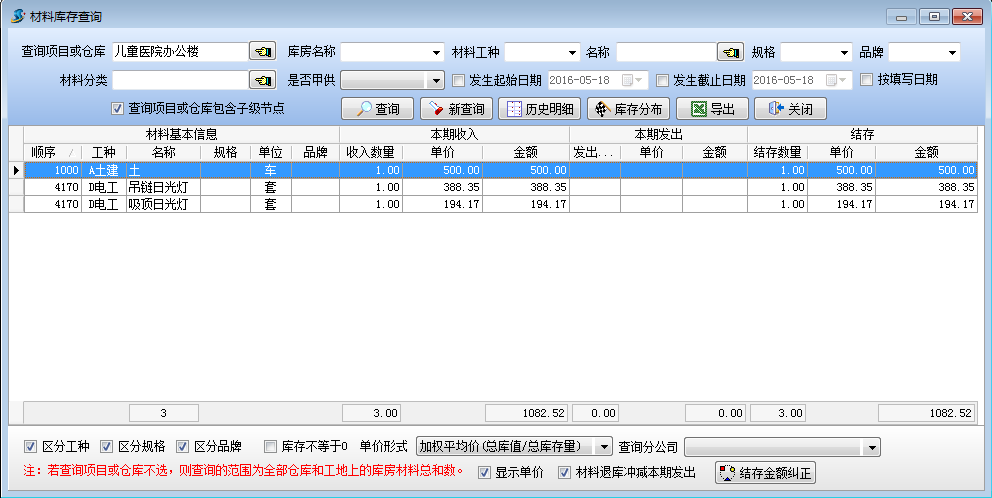 材料库存查询
查询项目或仓库 儿童医院办公楼 库房名称 材料工种 名称 规格 品牌
材料分类 是否甲供 发生起始日期 2016-05-18 发生截止日期 2016-05-18 按填写日期
查询项目或仓库包含子级节点 查询 新查询 历史明细 库存分布 导出 关闭
材料基本信息 本期收入 本期发出 结存
顺序 / 工种 名称 规格 单位 品牌 收入数量 单价 金额 发出... 单价 金额 结存数量 单价 金额
1000 A土建 土 车 1.00 500.00 500.00 1.00 500.00 500.00
4170 D电工 吊链日光灯 套 1.00 388.35 388.35 1.00 388.35 388.35
4170 D电工 吸顶日光灯 套 1.00 194.17 194.17 1.00 194.17 194.17
3 3.00 1082.52 0.00 0.00 3.00 1082.52
区分工种 区分规格 区分品牌 库存不等于0 单价形式 加权平均价(总库值/总库存量) 查询分公司
注：若查询项目或仓库不选，则查询的范围为全部仓库和工地上的库房材料总和数。 显示单价 材料退库冲减本期发出 结存金额纠正